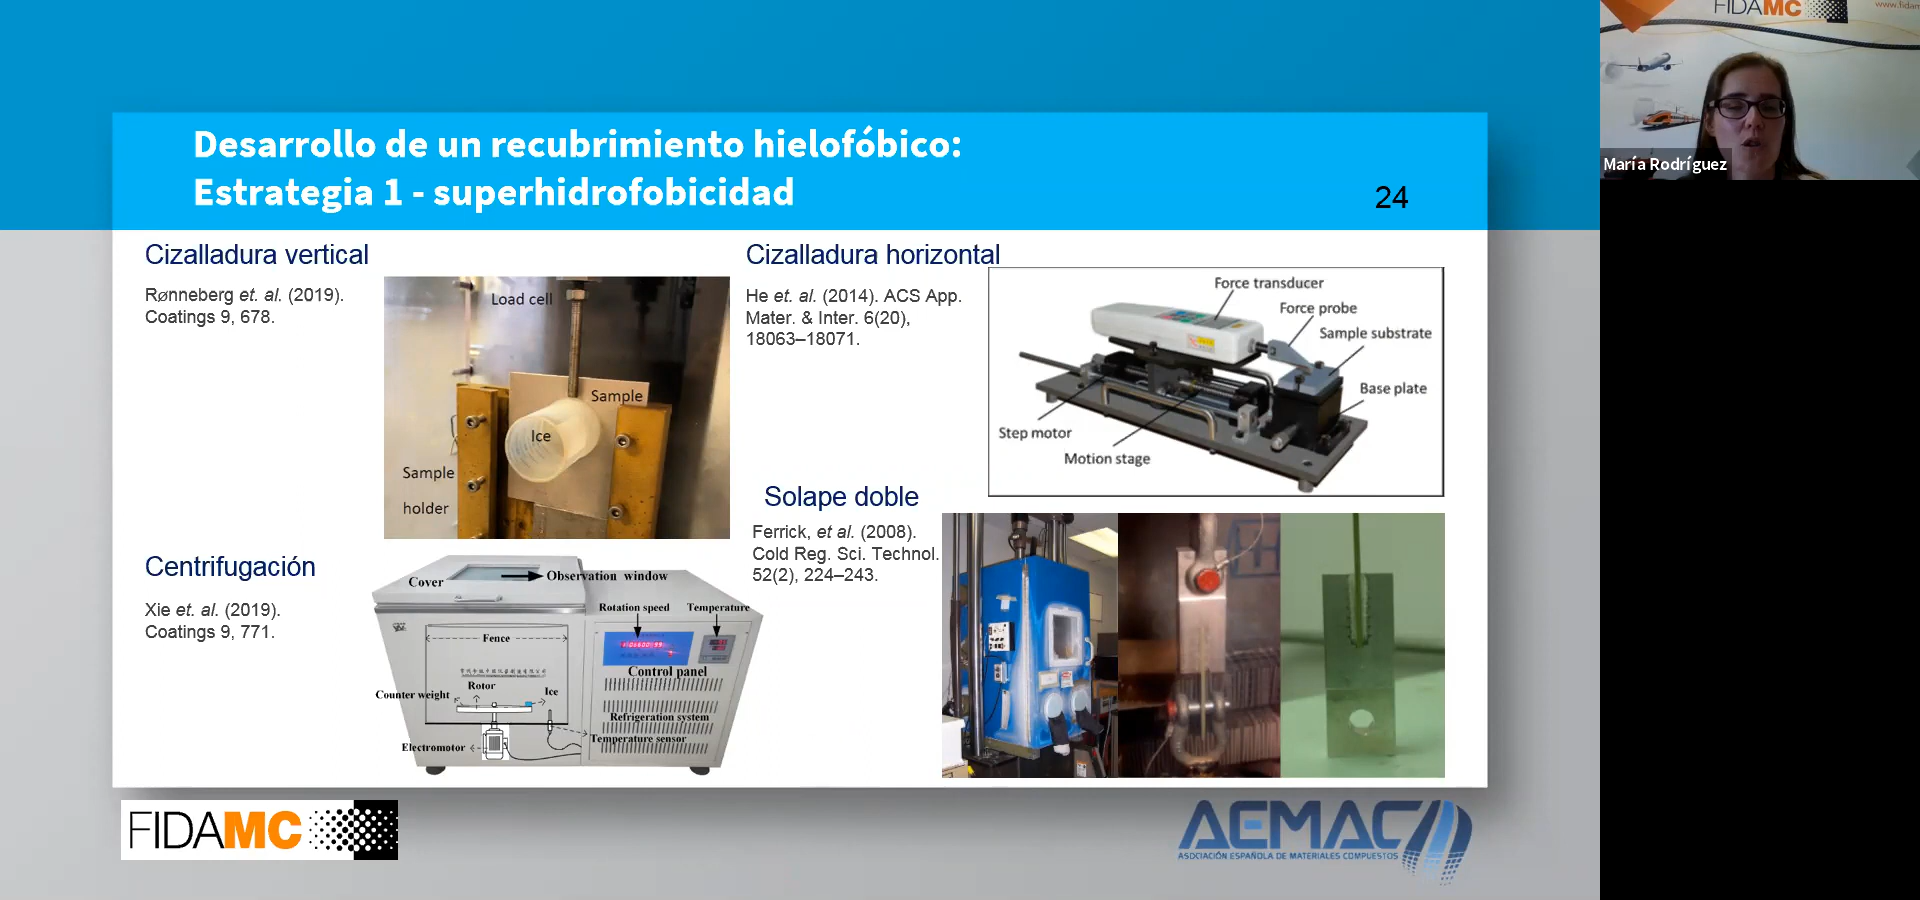 Desarrollo de un recubrimiento hielofóbico:
Estrategia 1 - superhidrofobicidad
24
Cizalladura vertical
Rønneberg et. al. (2019).
Coatings 9, 678.
Load cell
Sample
Ice
Sample
holder
Cizalladura horizontal
He et. al. (2014). ACS App.
Mater. & Inter. 6(20),
18063–18071.
Force transducer
Force probe
Sample substrate
Base plate
Step motor
Motion stage
Centrifugación
Xie et. al. (2019).
Coatings 9, 771.
Cover
Observation window
Rotation speed
Temperature
Fence
Control panel
Rotor
Ice
Counter weight
Refrigeration system
Temperature sensor
Electromotor
Solape doble
Ferrick, et al. (2008).
Cold Reg. Sci. Technol.
52(2), 224–243.
FIDAMC
AEMAC
ASOCIACIÓN ESPAÑOLA DE MATERIALES COMPUESTOS
FIDAMC
www.fidam
María Rodríguez